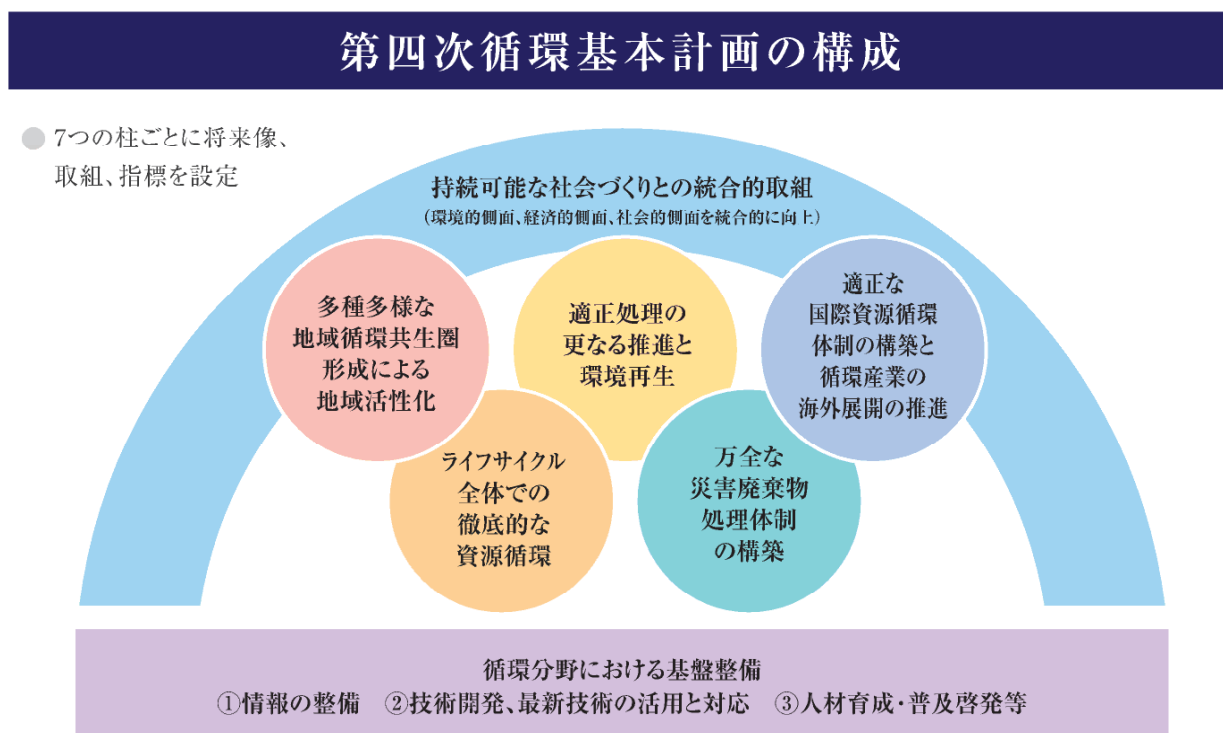 第四次循環基本計画の構成
7つの柱ごとに将来像、
取組、指標を設定
持続可能な社会づくりとの統合的取組
(環境的側面、経済的側面、社会的側面を統合的に向上)
多種多様な
地域循環共生圏
形成による
地域活性化
適正処理の
更なる推進と
環境再生
適正な
国際資源循環
体制の構築と
循環産業の
海外展開の推進
ライフサイクル
全体での
徹底的な
資源循環
万全な
災害廃棄物
処理体制
の構築
循環分野における基盤整備
①情報の整備 ②技術開発、最新技術の活用と対応 ③人材育成・普及啓発等